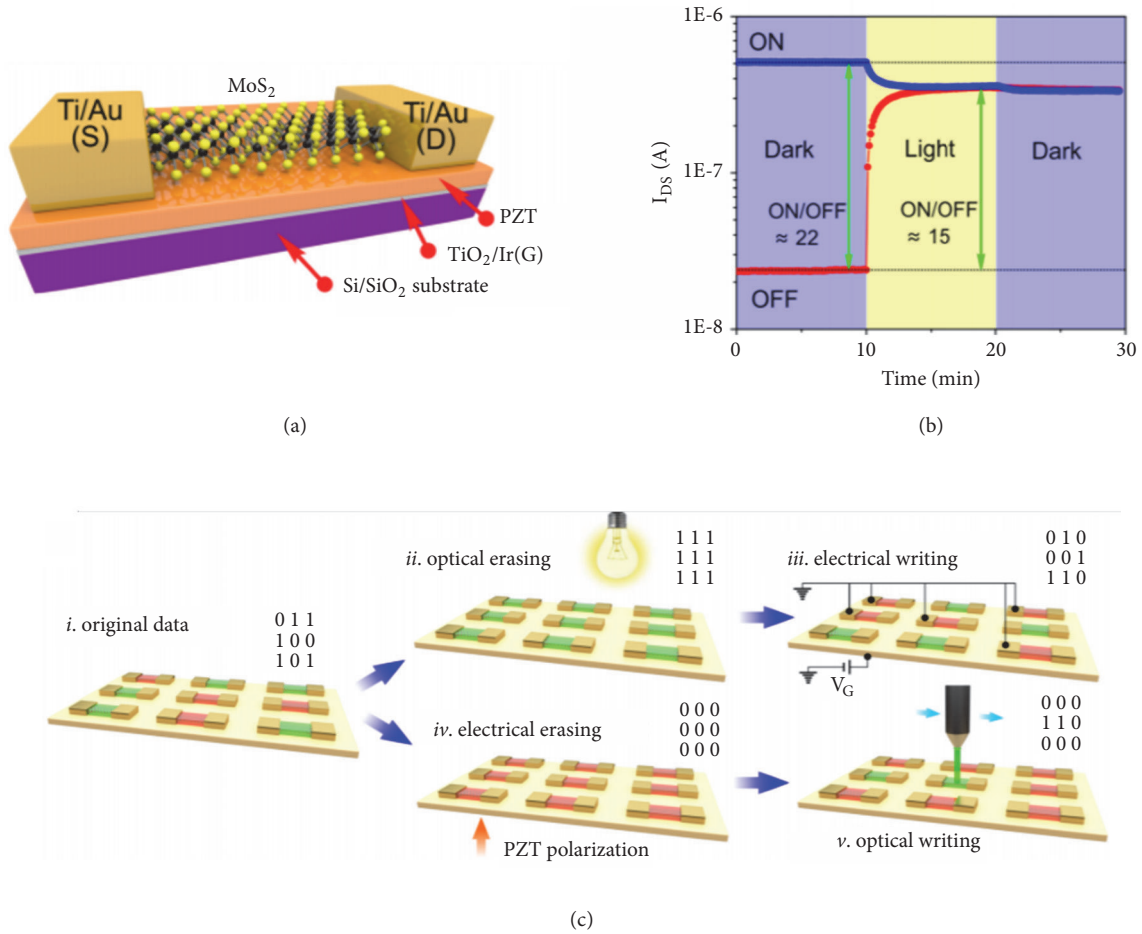 MoS₂
Ti/Au
(S)
Ti/Au
(D)
PZT
TiO₂/Ir(G)
Si/SiO₂ substrate
(a)
1E-6
1E-7
1E-8
I_DS (A)
ON
Dark
ON/OFF
≈ 22
OFF
Light
ON/OFF
≈ 15
Dark
0
10
20
30
Time (min)
(b)
i. original data
0 1 1
1 0 0
1 0 1
ii. optical erasing
1 1 1
1 1 1
1 1 1
iii. electrical writing
0 1 0
0 0 1
1 1 0
V_G
iv. electrical erasing
0 0 0
0 0 0
0 0 0
PZT polarization
0 0 0
1 1 0
0 0 0
v. optical writing
(c)